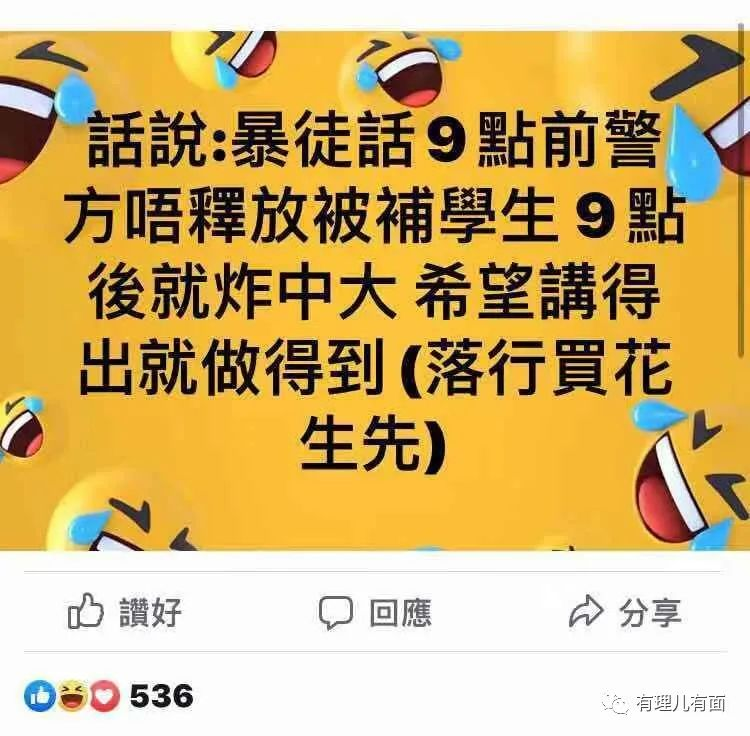 話說:暴徒話9點前警
方唔釋放被補學生9點
後就炸中大 希望講得
出就做得到(落行買花
生先)
讚好 回應 分享
536
有理儿有面